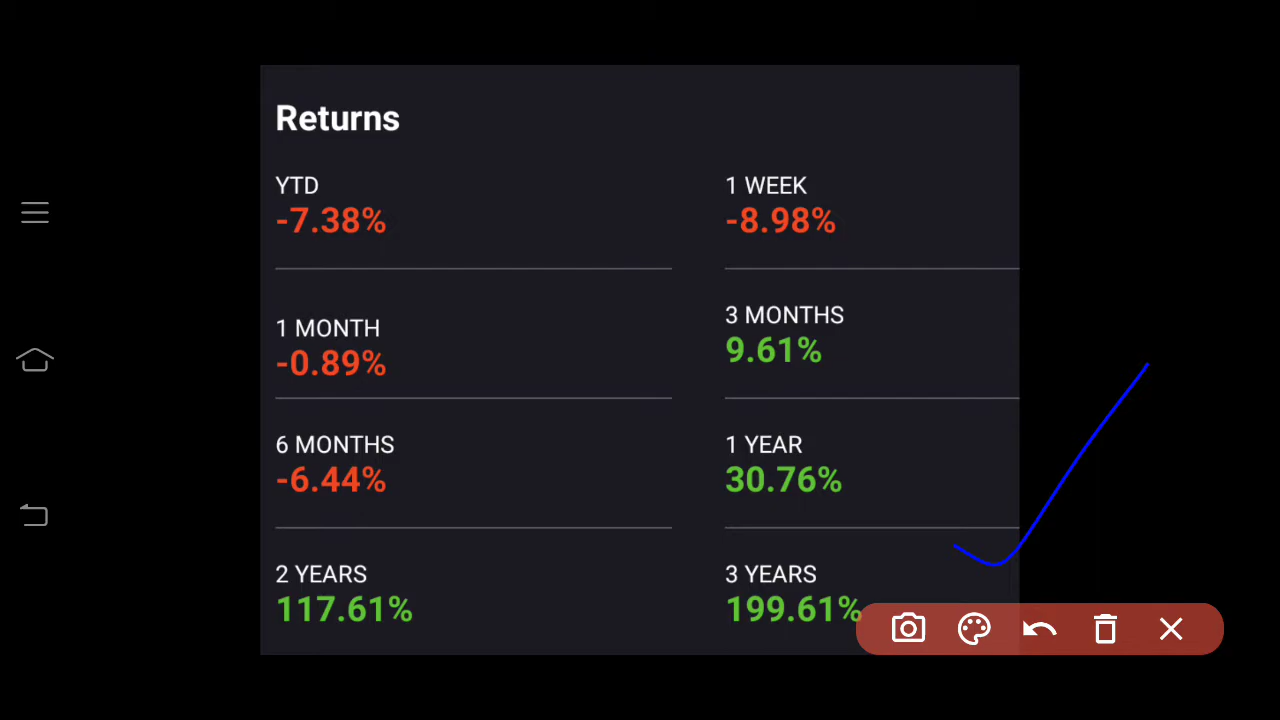 Returns
YTD
-7.38%
1 WEEK
-8.98%
1 MONTH
-0.89%
3 MONTHS
9.61%
6 MONTHS
-6.44%
1 YEAR
30.76%
2 YEARS
117.61%
3 YEARS
199.61%